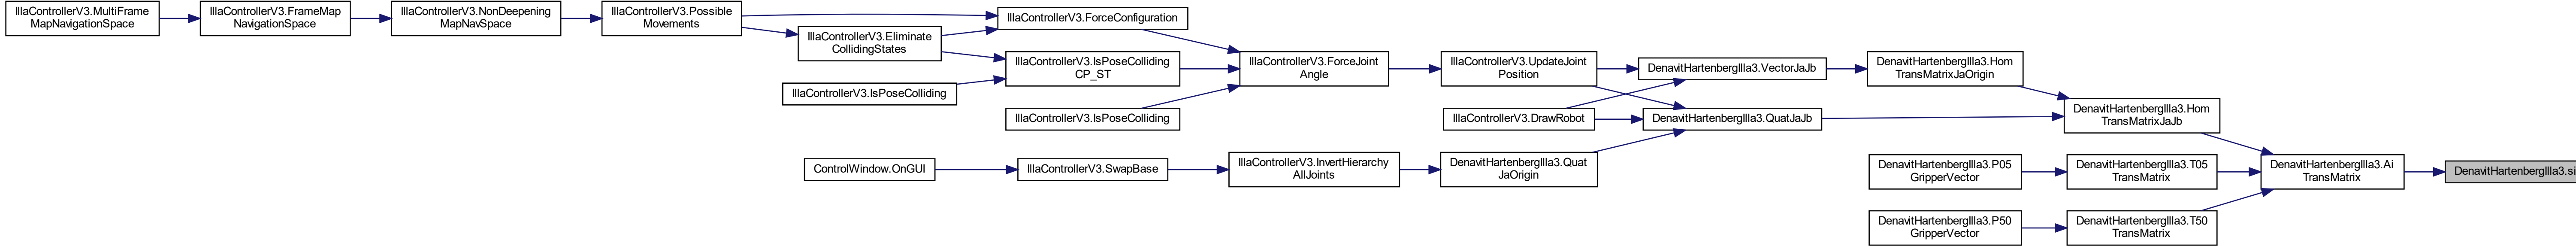 IllaControllerV3.MultiFrame
MapNavigationSpace
IllaControllerV3.FrameMap
NavigationSpace
IllaControllerV3.NonDeepening
MapNavSpace
IllaControllerV3.Possible
Movements
IllaControllerV3.Eliminate
CollidingStates
IllaControllerV3.IsPoseColliding
ControlWindow.OnGUI
IllaControllerV3.ForceConfiguration
IllaControllerV3.IsPoseColliding
CP_ST
IllaControllerV3.IsPoseColliding
IllaControllerV3.SwapBase
IllaControllerV3.ForceJoint
Angle
IllaControllerV3.InvertHierarchy
AllJoints
IllaControllerV3.UpdateJoint
Position
IllaControllerV3.DrawRobot
DenavitHartenbergIlla3.Quat
JaOrigin
DenavitHartenbergIlla3.VectorJaJb
DenavitHartenbergIlla3.QuatJaJb
DenavitHartenbergIlla3.Hom
TransMatrixJaOrigin
DenavitHartenbergIlla3.P05
GripperVector
DenavitHartenbergIlla3.P50
GripperVector
DenavitHartenbergIlla3.Hom
TransMatrixJaJb
DenavitHartenbergIlla3.T05
TransMatrix
DenavitHartenbergIlla3.T50
TransMatrix
DenavitHartenbergIlla3.Ai
TransMatrix
DenavitHartenbergIlla3.si